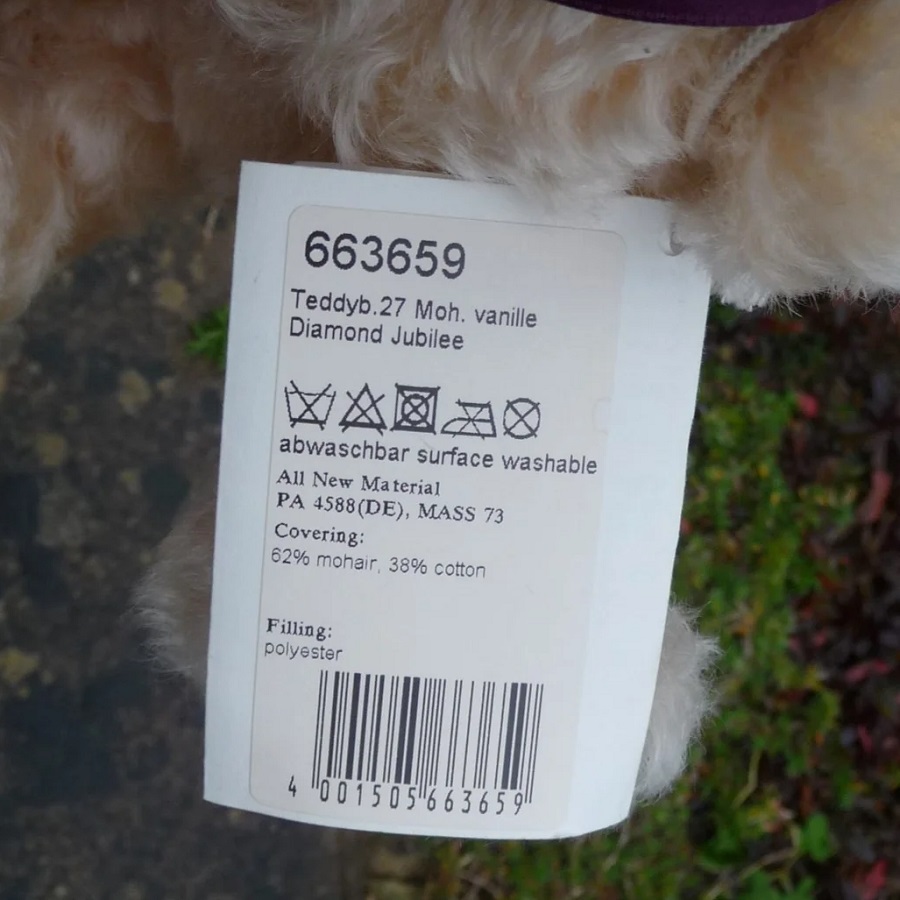 663659
Teddyb.27 Moh. vanille
Diamond Jubilee
abwaschbar surface washable
All New Material
PA 4588(DE), MASS 73
Covering:
62% mohair, 38% cotton
Filling:
polyester
4 001505 663659